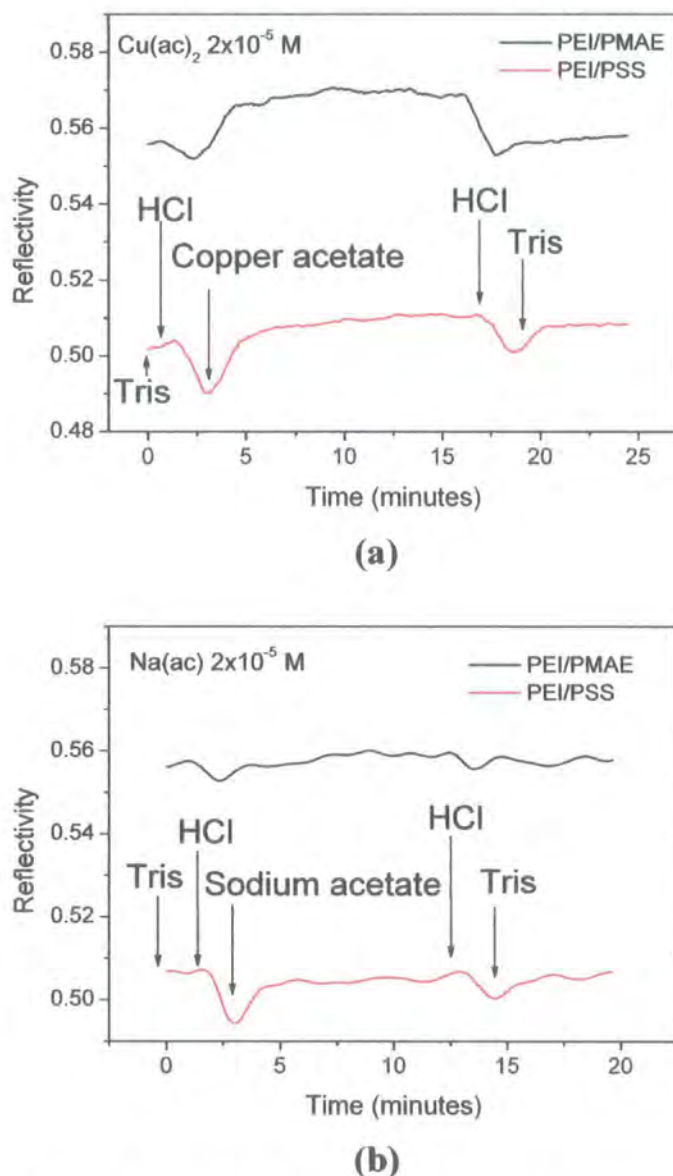 Cu(ac)₂ 2x10⁻⁵ M
PEI/PMAE
PEI/PSS
0.58
0.56
0.54
0.52
0.50
0.48
Reflectivity
HCl
Copper acetate
HCl
Tris
Tris
0 5 10 15 20 25
Time (minutes)
(a)
Na(ac) 2x10⁻⁵ M
PEI/PMAE
PEI/PSS
0.58
0.56
0.54
0.52
0.50
Reflectivity
Tris
HCl
Sodium acetate
HCl
Tris
0 5 10 15 20
Time (minutes)
(b)